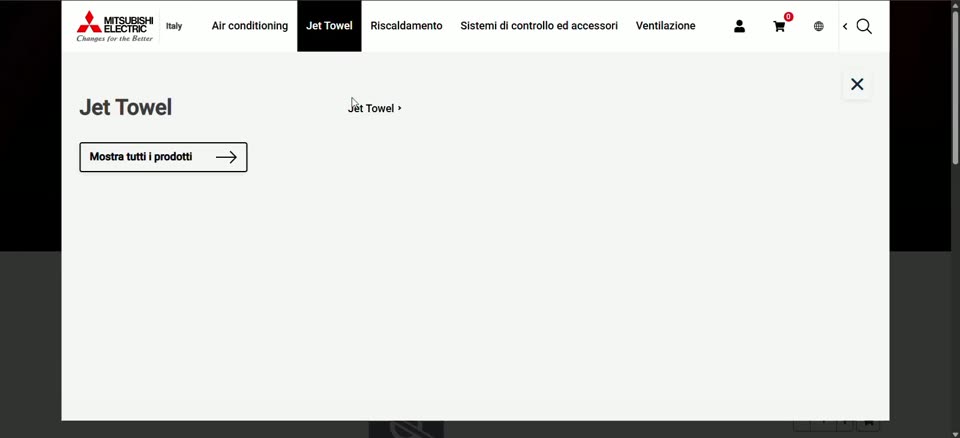 MITSUBISHI
ELECTRIC
Changes for the Better
Italy
Air conditioning
Jet Towel
Riscaldamento
Sistemi di controllo ed accessori
Ventilazione
0
Jet Towel
Jet Towel
Mostra tutti i prodotti